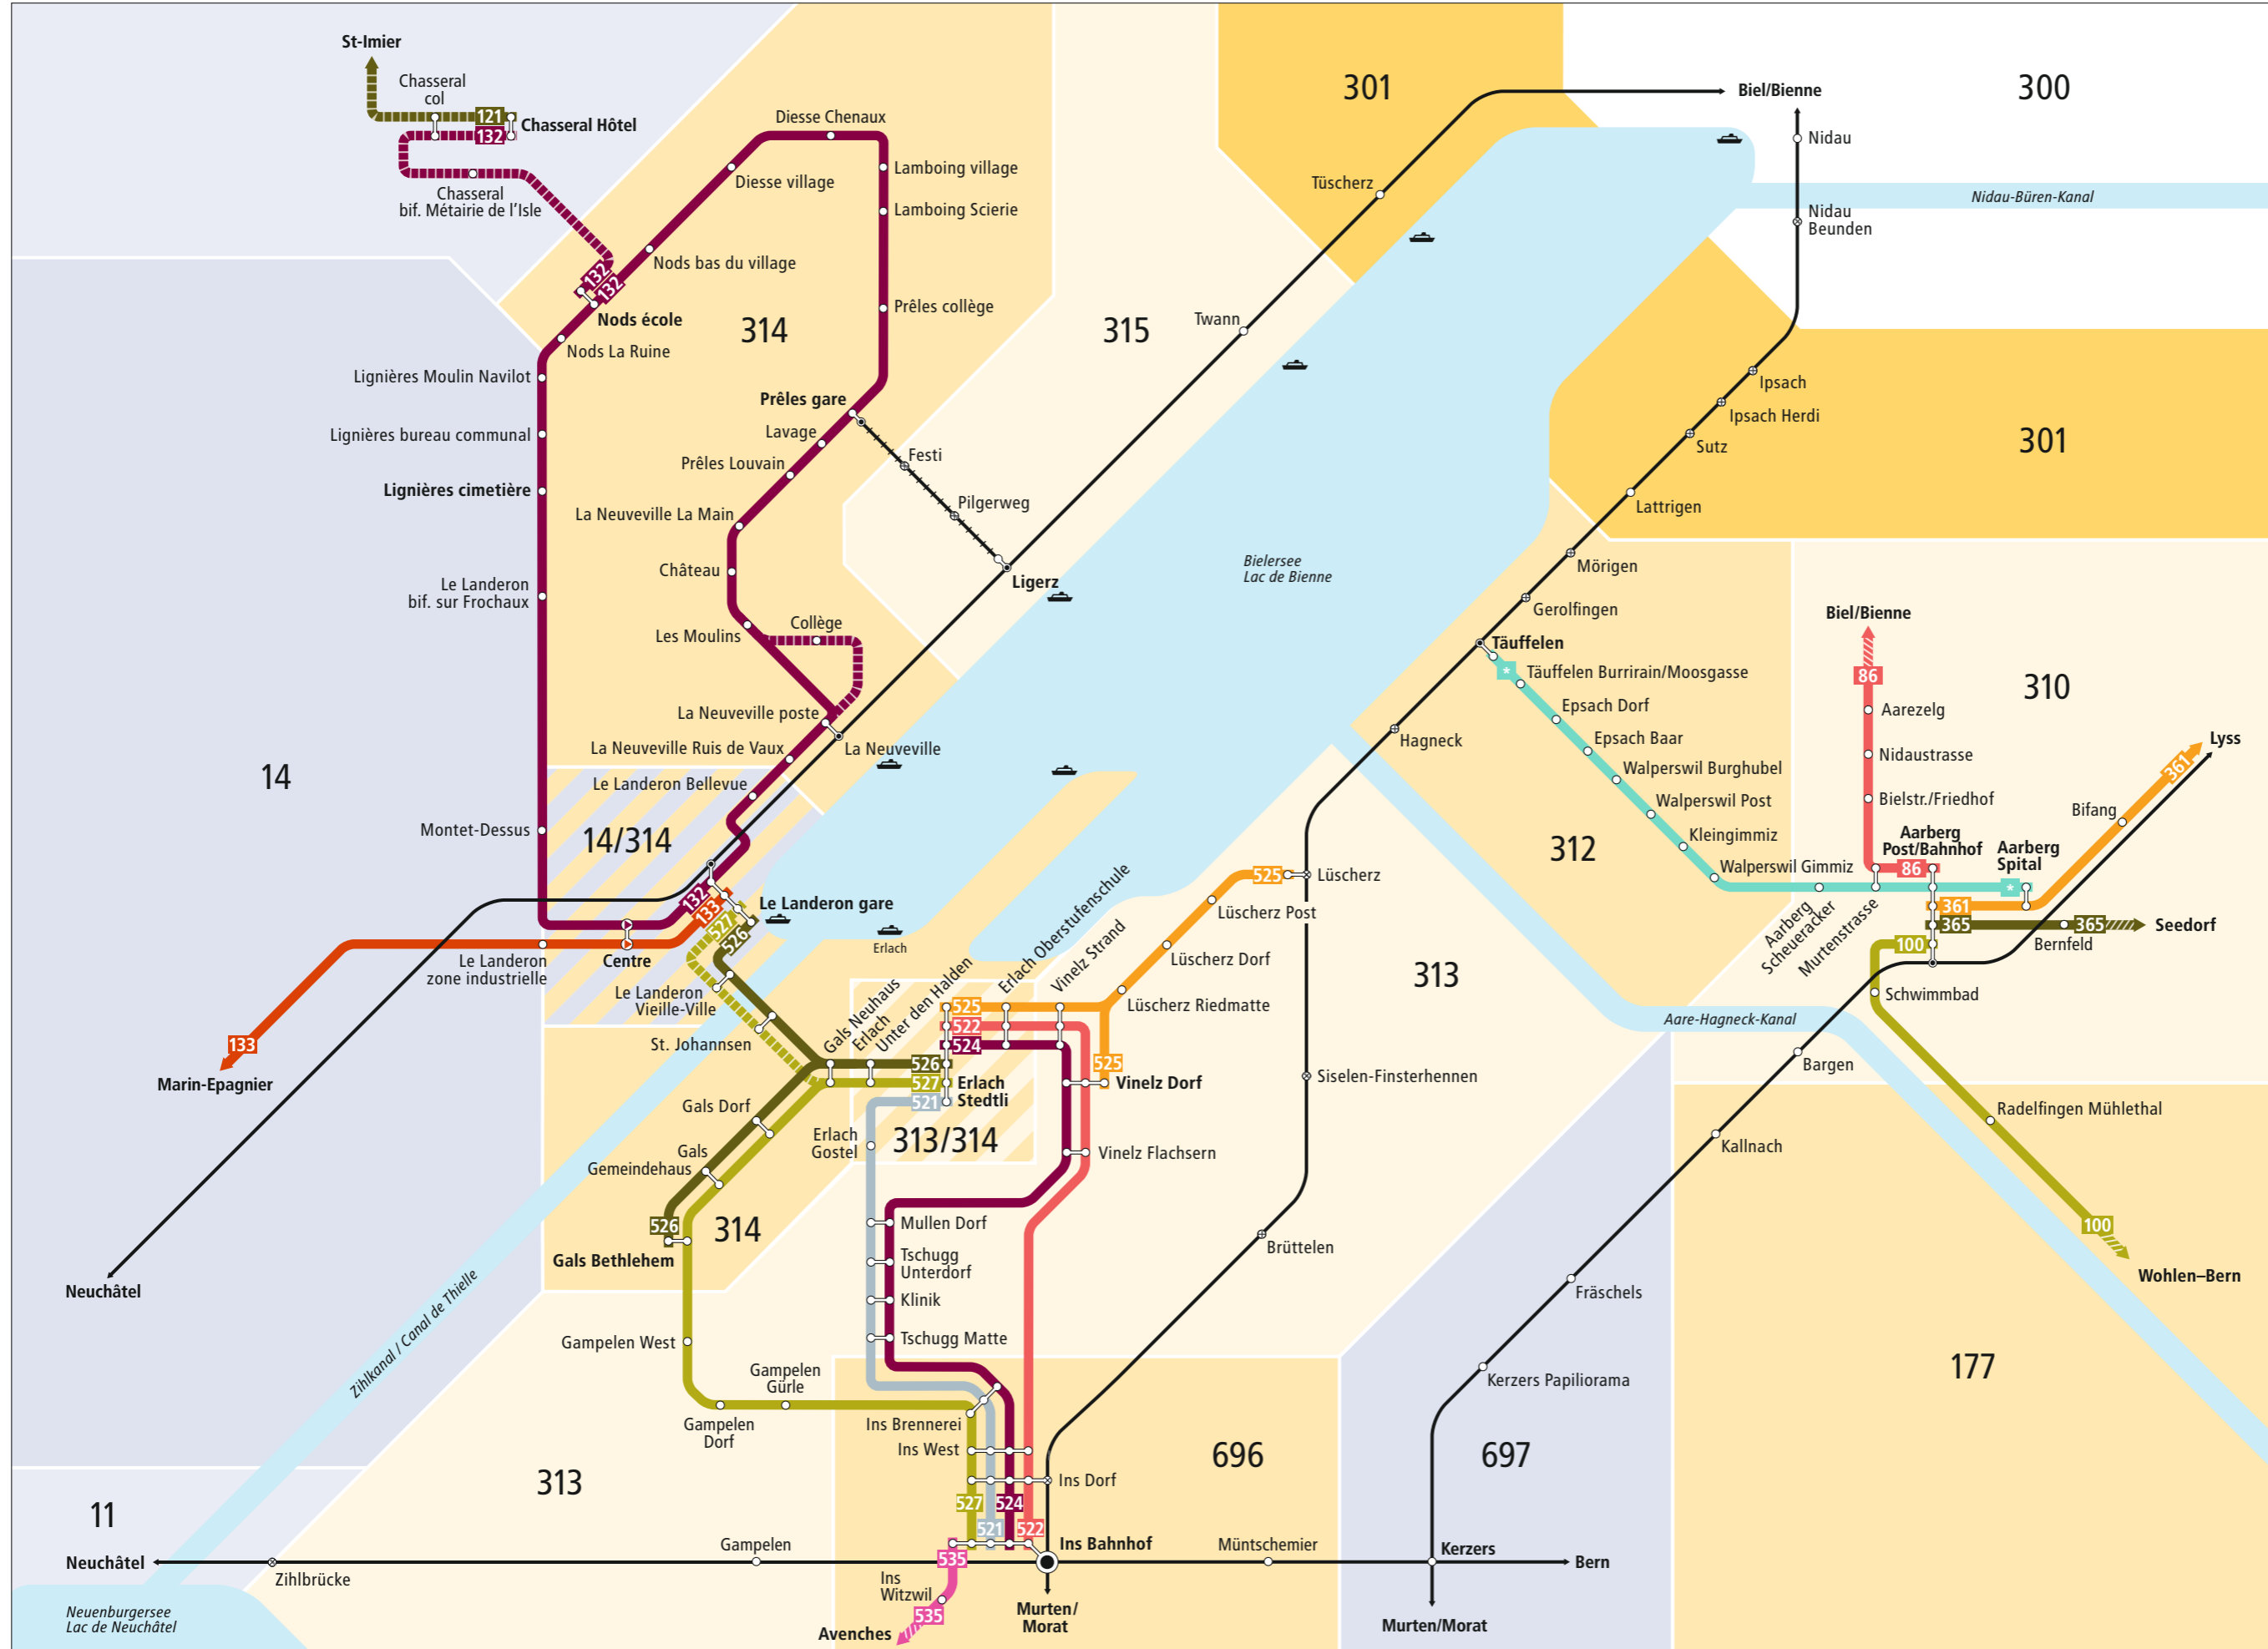 St-Imier
Chasseral
col
121
132
Chasseral Hôtel
Chasseral
bif. Métairie de l'Isle
132
132
Nods école
Nods La Ruine
Nods bas du village
Diesse village
Diesse Chenaux
Lamboing village
Lamboing Scierie
Prêles collège
314
315
301
300
Biel/Bienne
Nidau
Nidau-Büren-Kanal
Nidau
Beunden
Tüscherz
Twann
Ipsach
Ipsach Herdi
Sutz
301
Lattrigen
Mörigen
Gerolfingen
Täuffelen
Lignières Moulin Navilot
Lignières bureau communal
Lignières cimetière
Le Landeron
bif. sur Frochaux
Montet-Dessus
14
Prêles gare
Lavage
Prêles Louvain
La Neuveville La Main
Château
Les Moulins
Collège
Festi
Pilgerweg
Ligerz
Bielersee
Lac de Bienne
La Neuveville poste
La Neuveville
La Neuveville Ruis de Vaux
Le Landeron Bellevue
14/314
132
133
527
526
Le Landeron gare
Erlach
Le Landeron
zone industrielle
Centre
133
Marin-Epagnier
Neuchâtel
Le Landeron
Vieille-Ville
St. Johannsen
Gals Neuhaus
Erlach
Unter den Halden
Erlach Oberstufenschule
Vinelz Strand
525
522
524
526
527
521
Erlach
Stedtli
313/314
Erlach
Gostel
525
Lüscherz
Lüscherz Post
Lüscherz Dorf
Lüscherz Riedmatte
525
Vinelz Dorf
Vinelz Flachsern
Gals Dorf
Gals
Gemeindehaus
526
Gals Bethlehem
314
Mullen Dorf
Tschugg
Unterdorf
Klinik
Tschugg Matte
Hagneck
313
Siselen-Finsterhennen
Brüttelen
Täuffelen Burrirain/Moosgasse
Epsach Dorf
Epsach Baar
Walperswil Burghubel
Walperswil Post
Kleingimmiz
Walperswil Gimmiz
312
*
*
Biel/Bienne
86
Aarezelg
Nidaustrasse
Bielstr./Friedhof
310
Aarberg
Post/Bahnhof
86
Aarberg
Spital
Bifang
361
Lyss
361
365
365
Seedorf
Bernfeld
100
Aarberg
Scheueracker
Murtenstrasse
Schwimmbad
Aare-Hagneck-Kanal
Bargen
Radelfingen Mühlethal
Kallnach
100
Wohlen–Bern
177
Fräschels
Kerzers Papiliorama
697
696
Zihlkanal / Canal de Thielle
Gampelen West
Gampelen
Gürle
Gampelen
Dorf
Ins Brennerei
Ins West
Ins Dorf
527
524
521
522
313
11
Neuchâtel
Zihlbrücke
Gampelen
535
Ins Bahnhof
Ins
Witzwil
535
Avenches
Murten/
Morat
Müntschemier
Kerzers
Bern
Murten/Morat
Neuenburgersee
Lac de Neuchâtel